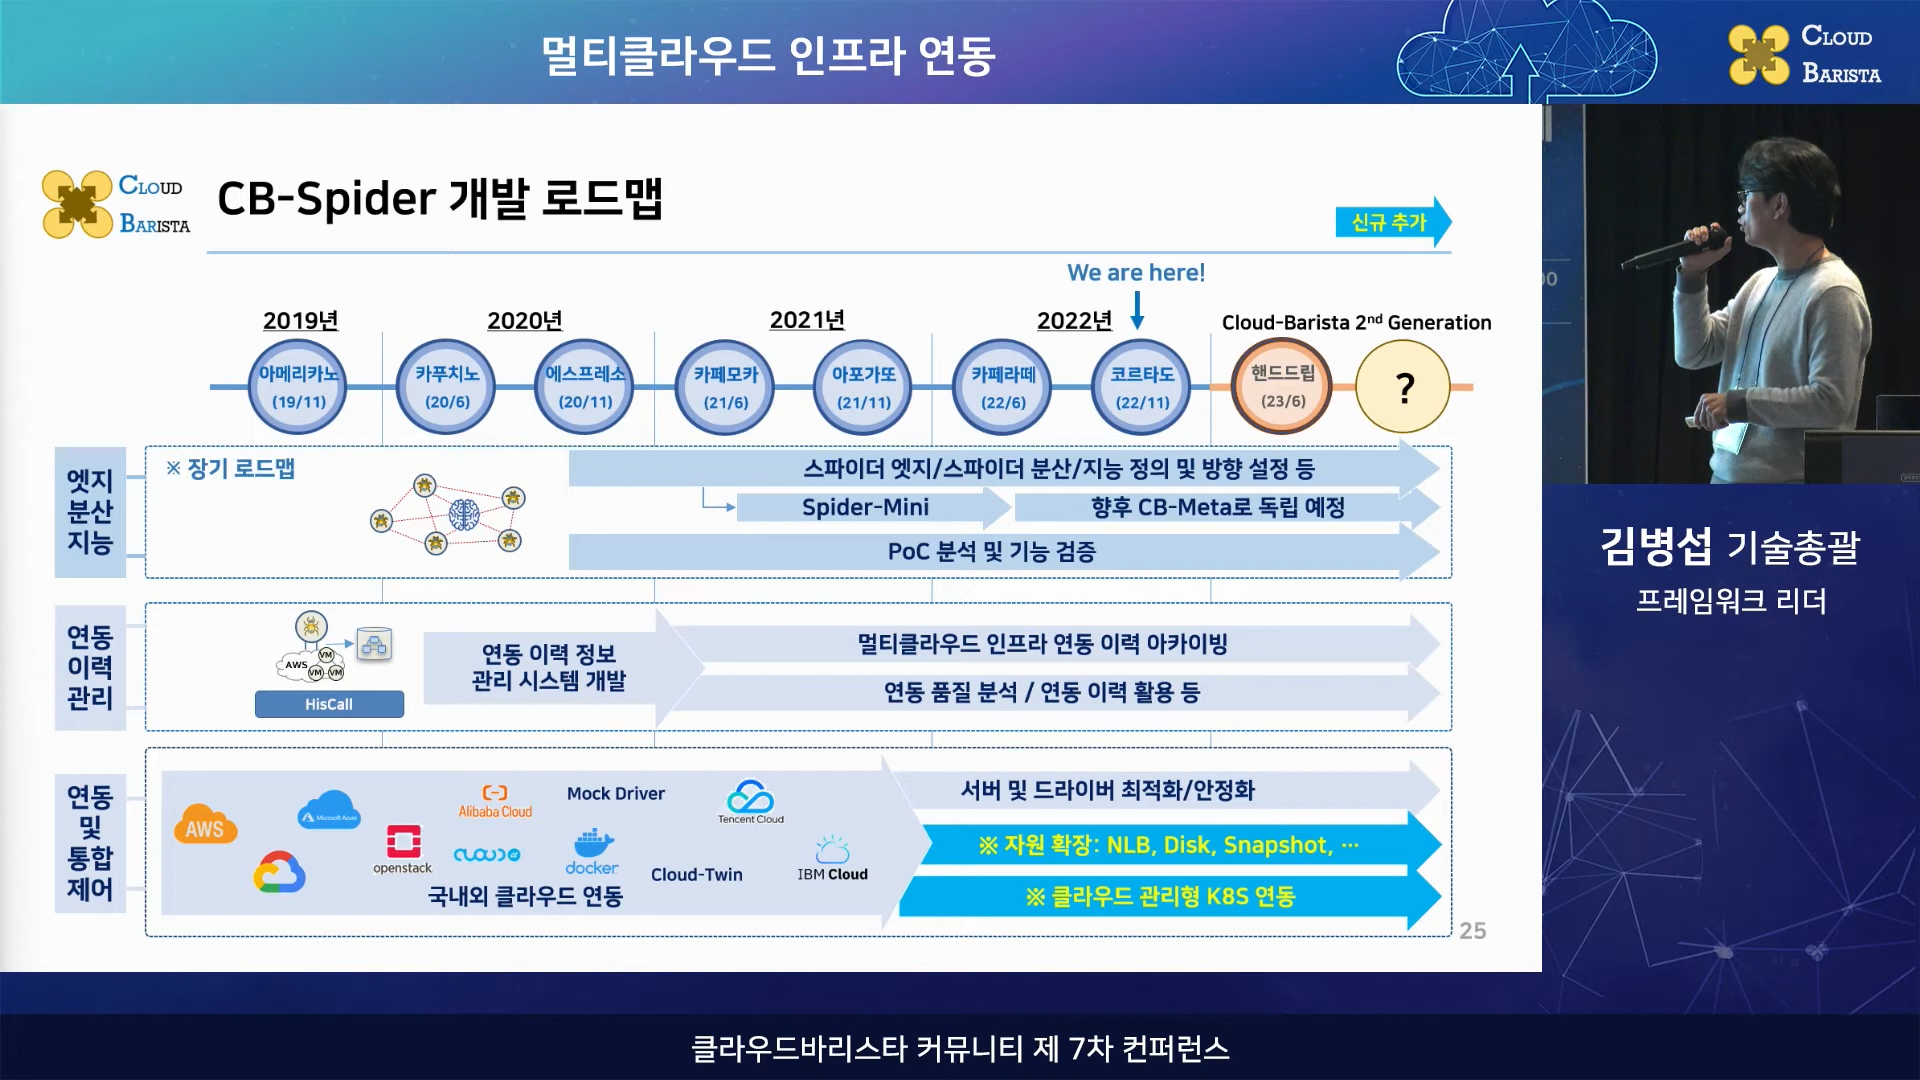 멀티클라우드 인프라 연동
CLOUD
BARISTA
CLOUD
BARISTA
CB-Spider 개발 로드맵
신규 추가
We are here!
2019년
2020년
2021년
2022년
Cloud-Barista 2nd Generation
아메리카노
(19/11)
카푸치노
(20/6)
에스프레소
(20/11)
카페모카
(21/6)
아포가또
(21/11)
카페라떼
(22/6)
코르타도
(22/11)
핸드드립
(23/6)
?
엣지
분산
지능
※ 장기 로드맵
스파이더 엣지/스파이더 분산/지능 정의 및 방향 설정 등
Spider-Mini
향후 CB-Meta로 독립 예정
PoC 분석 및 기능 검증
연동
이력
관리
AWS
VM
VM
VM
HisCall
연동 이력 정보
관리 시스템 개발
멀티클라우드 인프라 연동 이력 아카이빙
연동 품질 분석 / 연동 이력 활용 등
연동
및
통합
제어
AWS
Microsoft Azure
openstack
Alibaba Cloud
CLOUD
Mock Driver
docker
Cloud-Twin
Tencent Cloud
IBM Cloud
국내외 클라우드 연동
서버 및 드라이버 최적화/안정화
※ 자원 확장: NLB, Disk, Snapshot, ···
※ 클라우드 관리형 K8S 연동
25
김병섭 기술총괄
프레임워크 리더
클라우드바리스타 커뮤니티 제 7차 컨퍼런스